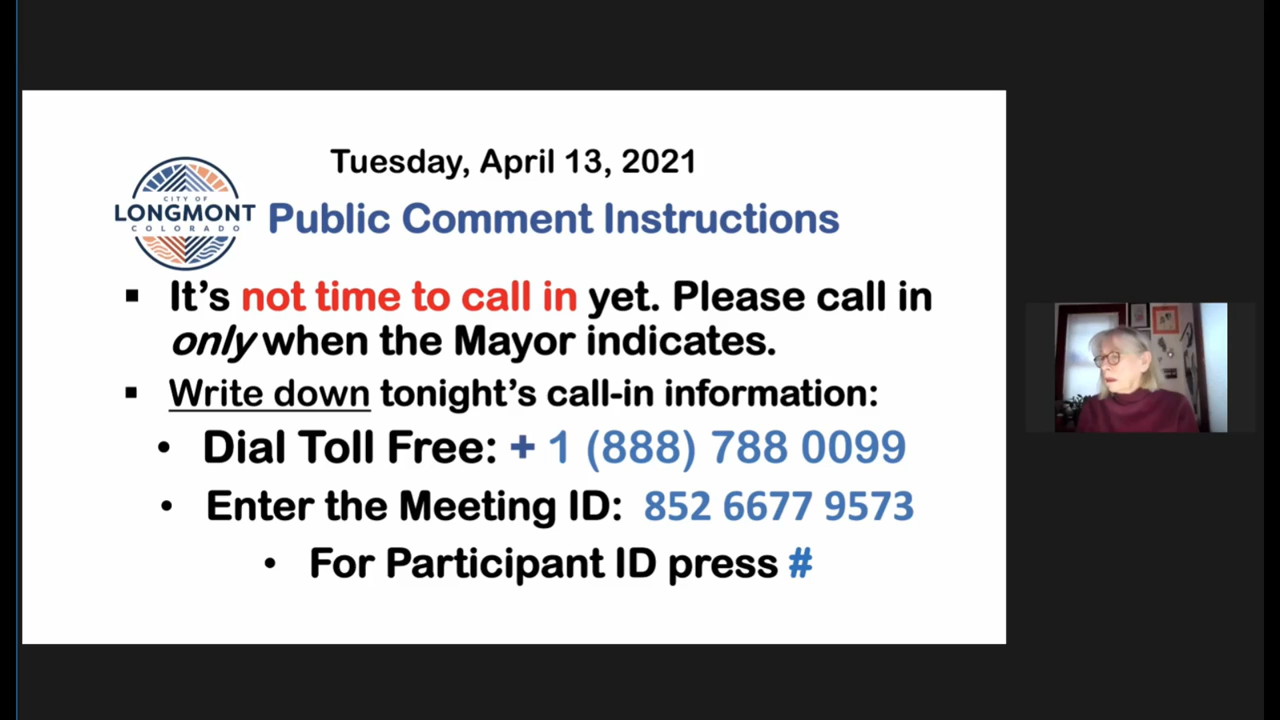 Tuesday, April 13, 2021
CITY OF
LONGMONT
COLORADO
Public Comment Instructions
▪ It's not time to call in yet. Please call in
only when the Mayor indicates.
▪ Write down tonight's call-in information:
• Dial Toll Free: + 1 (888) 788 0099
• Enter the Meeting ID: 852 6677 9573
• For Participant ID press #